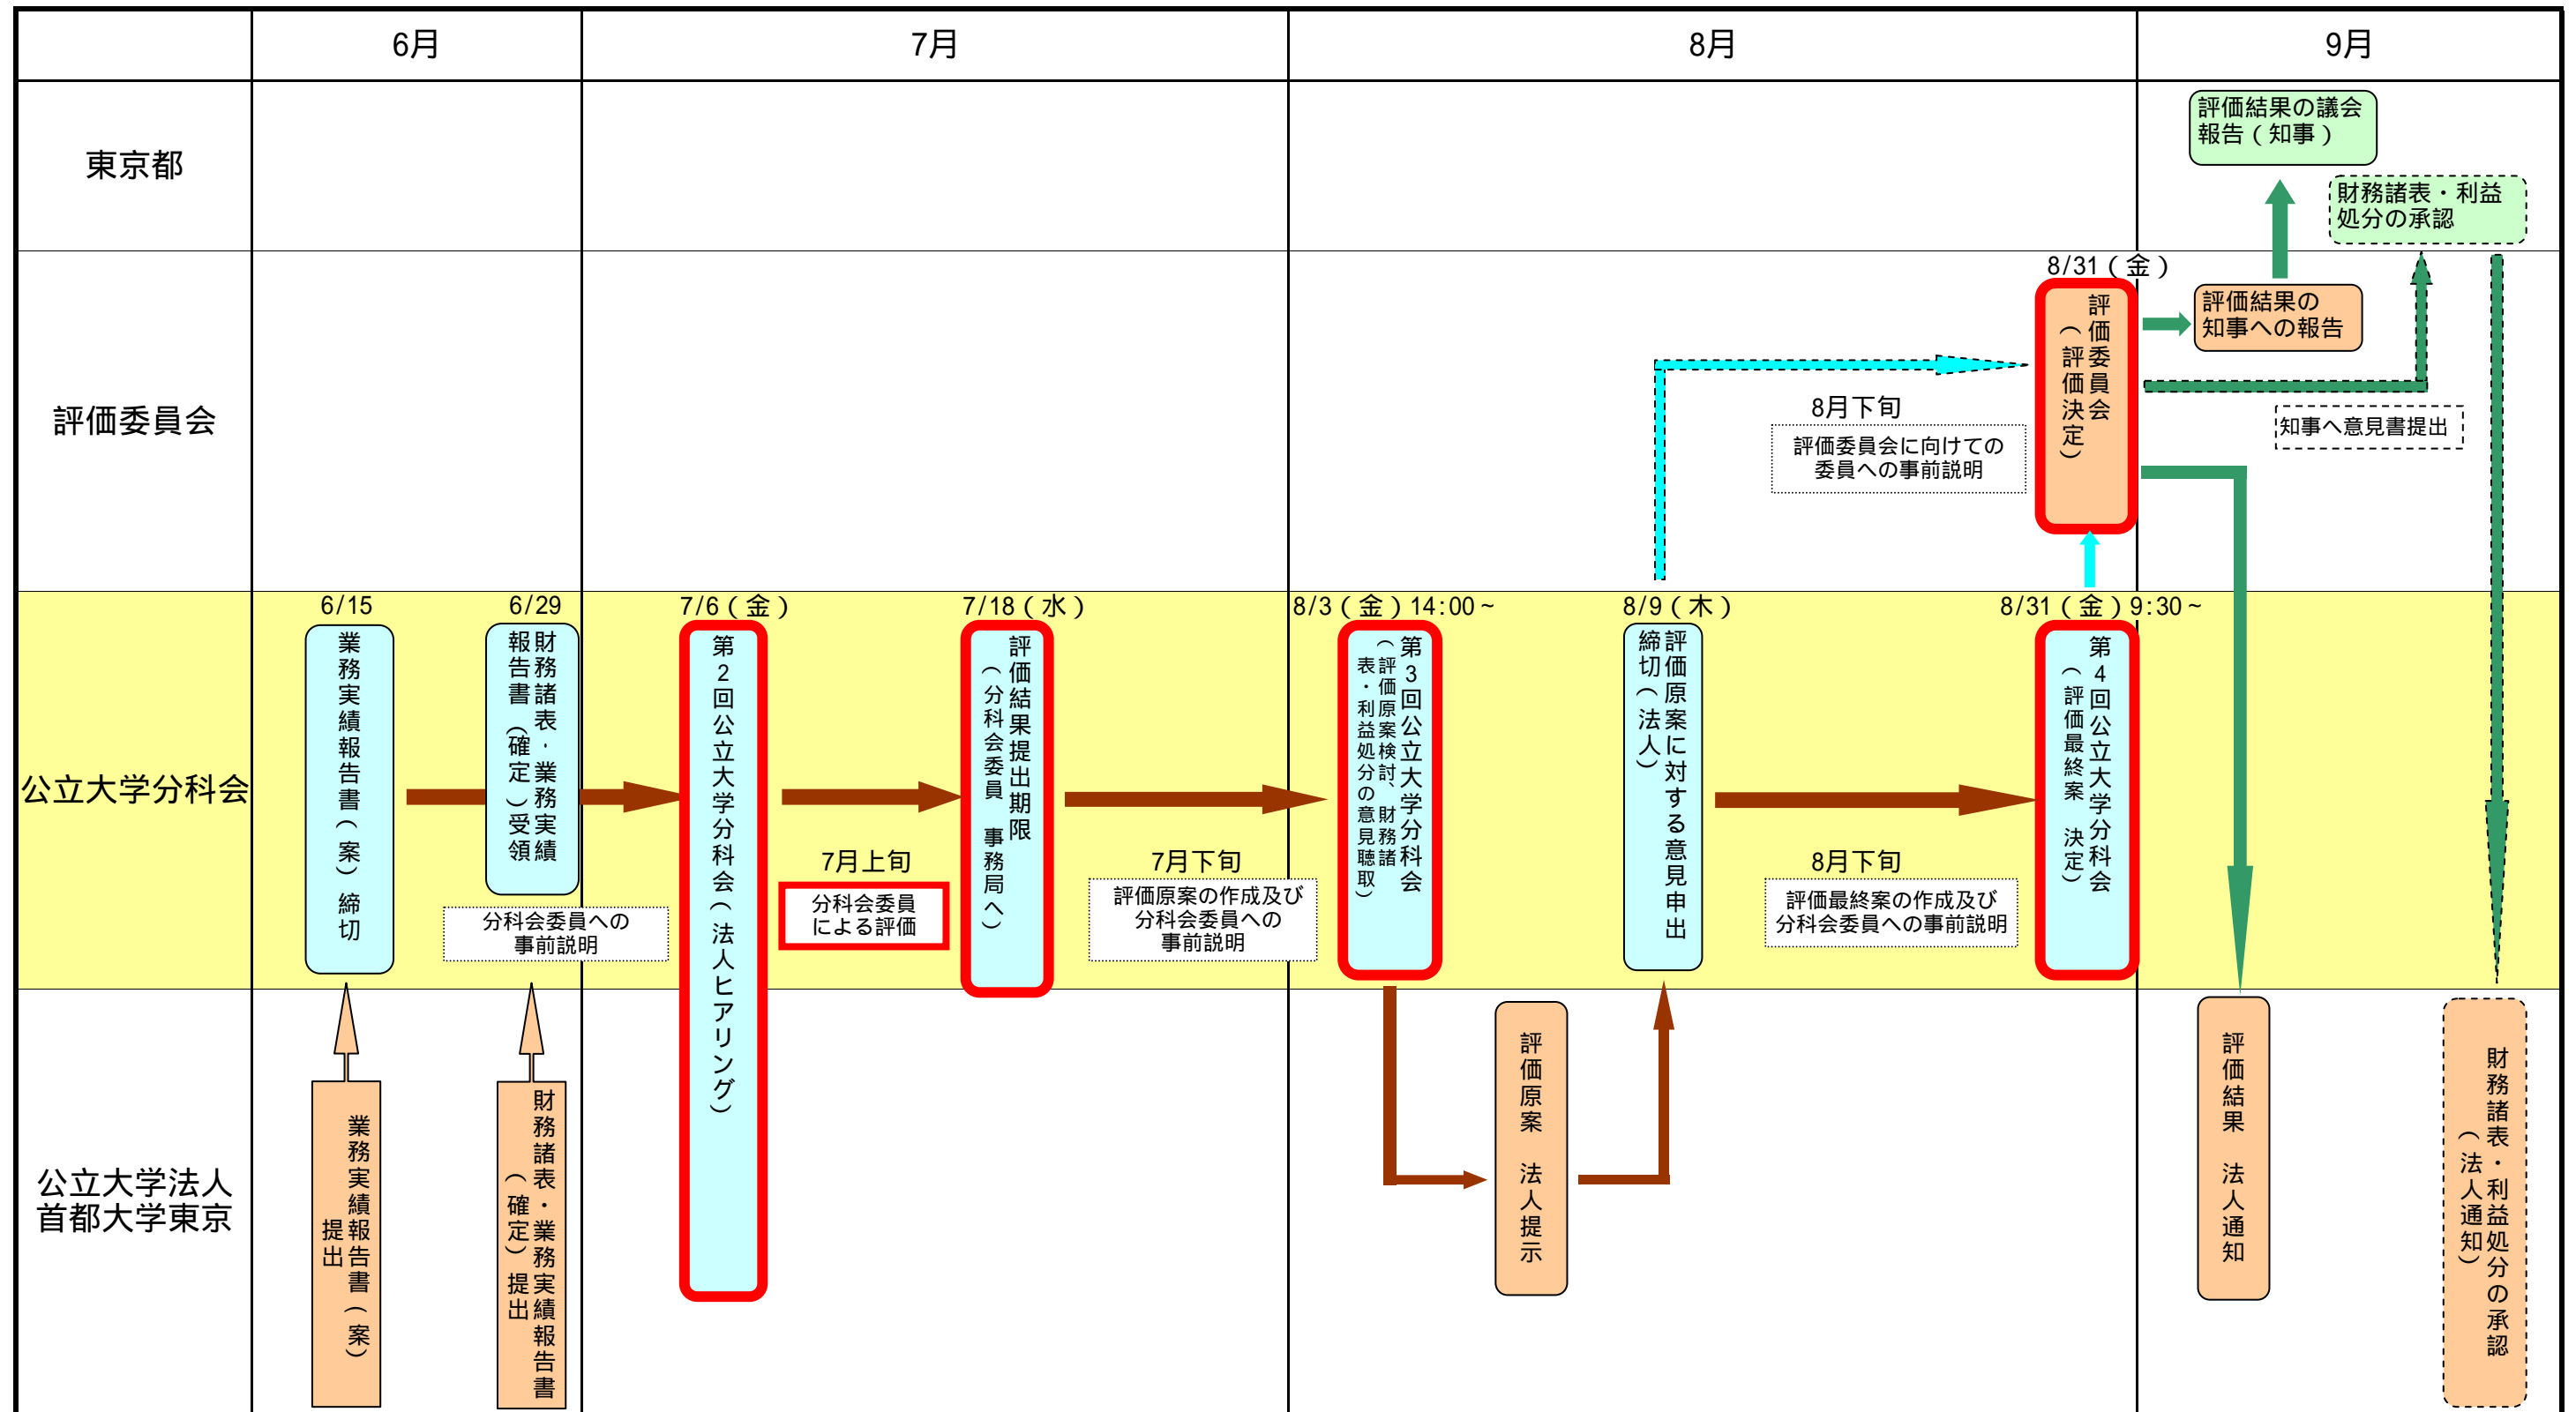 6月
7月
8月
9月
東京都
評価結果の議会
報告（知事）
財務諸表・利益
処分の承認
評価委員会
8/31（金）
評価委員会
（評価決定）
評価結果の
知事への報告
知事へ意見書提出
8月下旬
評価委員会に向けての
委員への事前説明
公立大学分科会
6/15
業務実績報告書（案）締切
6/29
財務諸表・業務実績
報告書（確定）受領
分科会委員への
事前説明
7/6（金）
第2回公立大学分科会（法人ヒアリング）
7月上旬
分科会委員
による評価
7/18（水）
評価結果提出期限
（分科会委員　事務局へ）
7月下旬
評価原案の作成及び
分科会委員への
事前説明
8/3（金）14:00～
第3回公立大学分科会
（評価原案検討、財務諸
表・利益処分の意見聴取）
8/9（木）
評価原案に対する意見申出
締切（法人）
8月下旬
評価最終案の作成及び
分科会委員への事前説明
8/31（金）9:30～
第4回公立大学分科会
（評価最終案　決定）
公立大学法人
首都大学東京
業務実績報告書（案）
提出
財務諸表・業務実績報告書
（確定）提出
評価原案　法人提示
評価結果　法人通知
財務諸表・利益処分の承認
（法人通知）